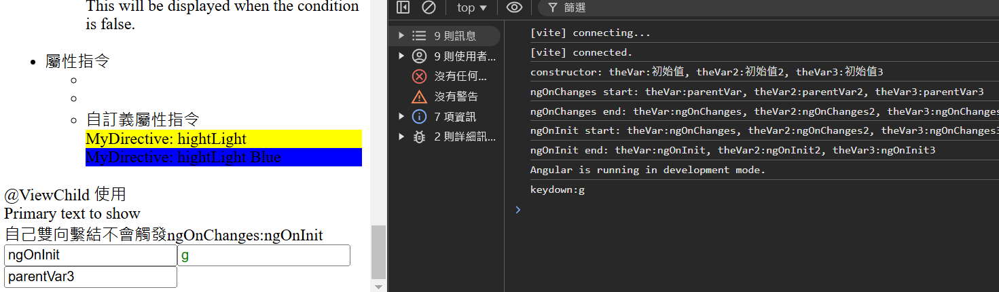 This will be displayed when the condition
is false.
屬性指令
自訂義屬性指令
MyDirective: hightLight
MyDirective: hightLight Blue
@ViewChild 使用
Primary text to show
自己雙向繫結不會觸發ngOnChanges:ngOnInit
ngOnInit
g
parentVar3
top
篩選
9 則訊息
9 則使用者...
沒有任何...
沒有警告
7 項資訊
2 則詳細訊...
[vite] connecting...
[vite] connected.
constructor: theVar:初始值, theVar2:初始值2, theVar3:初始值3
ngOnChanges start: theVar:parentVar, theVar2:parentVar2, theVar3:parentVar3
ngOnChanges end: theVar:ngOnChanges, theVar2:ngOnChanges2, theVar3:ngOnChanges
ngOnInit start: theVar:ngOnChanges, theVar2:ngOnChanges2, theVar3:ngOnChanges3
ngOnInit end: theVar:ngOnInit, theVar2:ngOnInit2, theVar3:ngOnInit3
Angular is running in development mode.
keydown:g